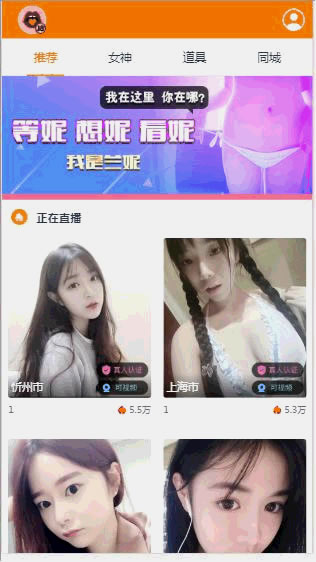 推荐 女神 道具 同城
我在这里 你在哪?
等妮 想妮 看妮
我是兰妮
正在直播
真人认证 真人认证
忻州市 可视频 上海市 可视频
1 5.5万 1 5.3万